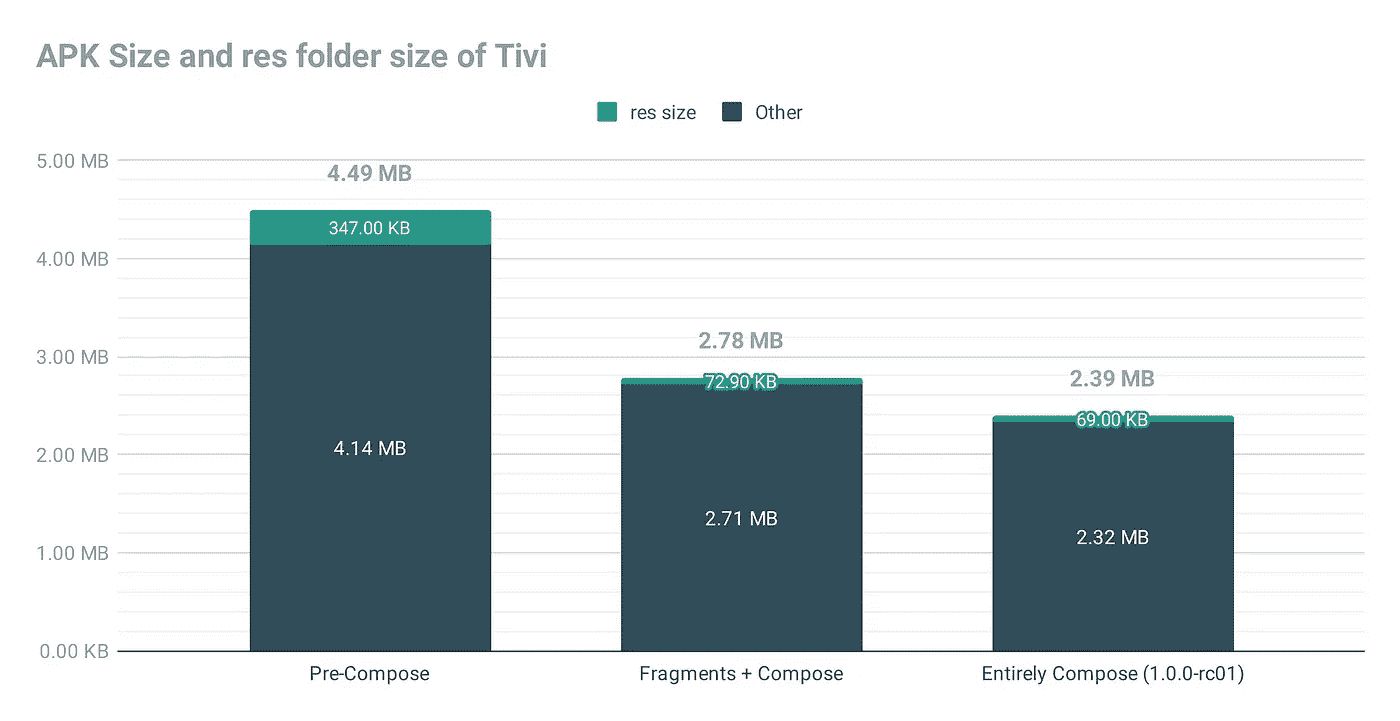 APK Size and res folder size of Tivi
res size Other
5.00 MB
4.49 MB
347.00 KB
4.00 MB
2.78 MB
3.00 MB
2.39 MB
72.90 KB
69.00 KB
4.14 MB
2.00 MB
2.71 MB
2.32 MB
1.00 MB
0.00 KB
Pre-Compose Fragments + Compose Entirely Compose (1.0.0-rc01)